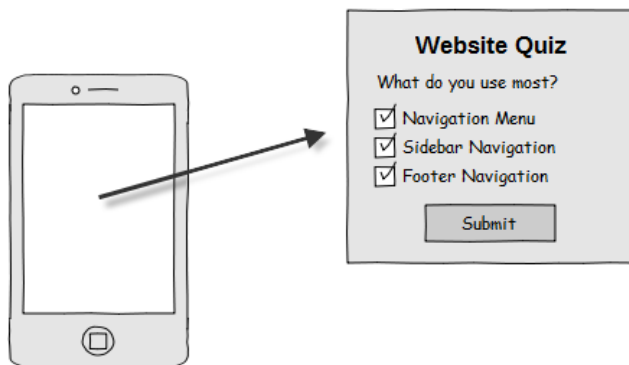 Website Quiz
What do you use most?
Navigation Menu
Sidebar Navigation
Footer Navigation
Submit